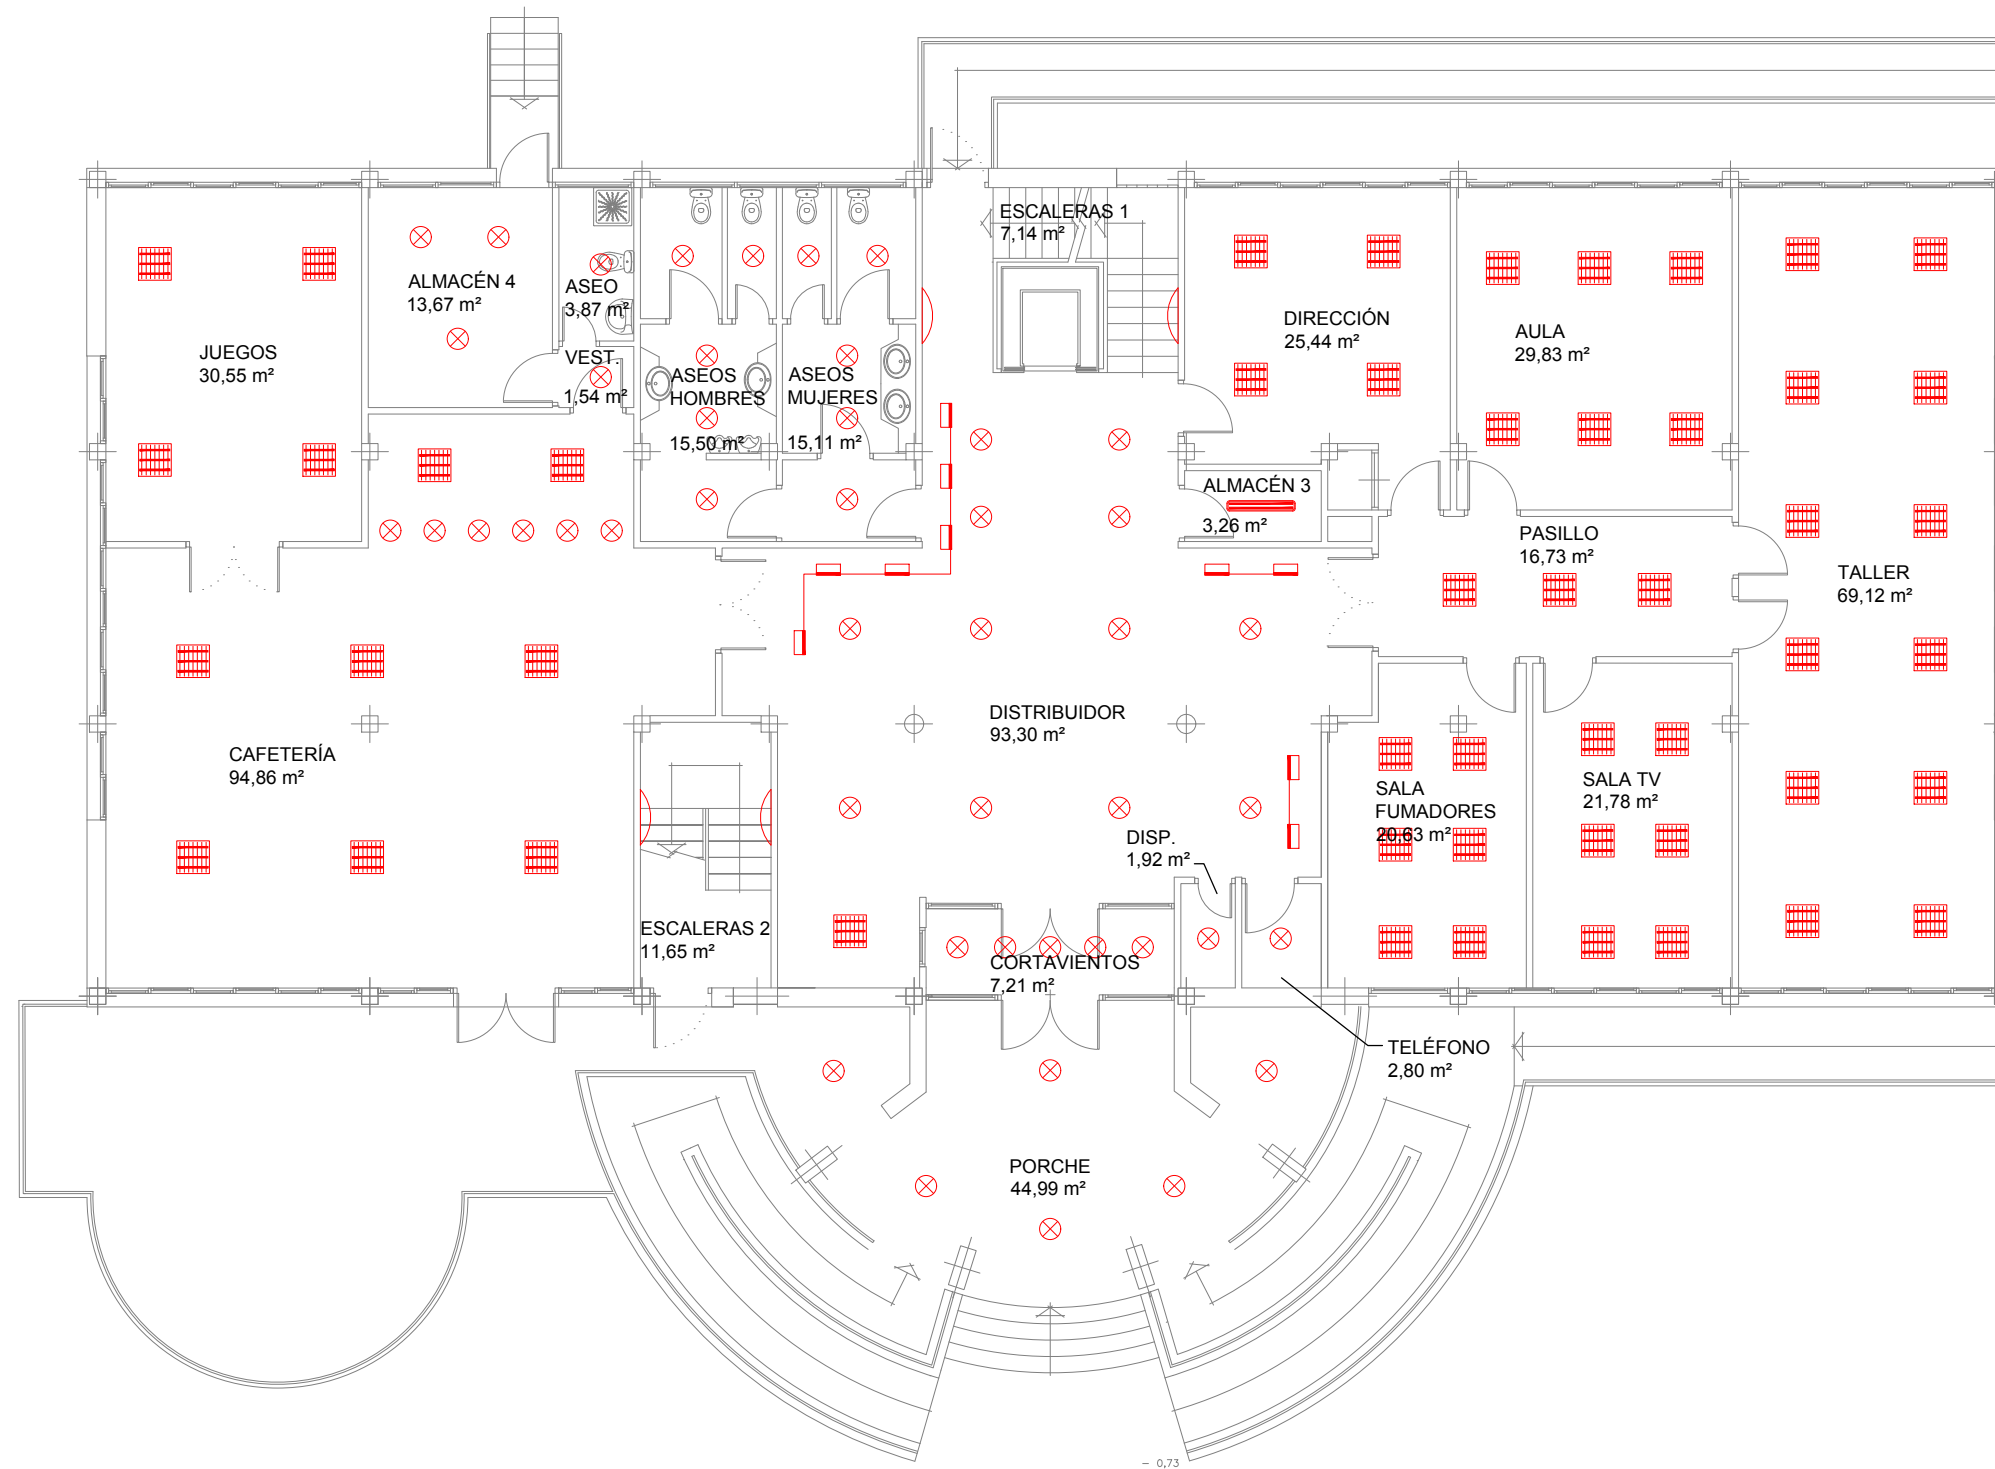 ESCALERAS 1
7,14 m²
ALMACÉN 4
13,67 m²
ASEO
3,87 m²
DIRECCIÓN
25,44 m²
AULA
29,83 m²
JUEGOS
30,55 m²
VEST.
1,54 m²
ASEOS
HOMBRES
15,50 m²
ASEOS
MUJERES
15,11 m²
ALMACÉN 3
3,26 m²
PASILLO
16,73 m²
TALLER
69,12 m²
DISTRIBUIDOR
93,30 m²
CAFETERÍA
94,86 m²
SALA
FUMADORES
20,63 m²
SALA TV
21,78 m²
DISP.
1,92 m²
ESCALERAS 2
11,65 m²
CORTAVIENTOS
7,21 m²
TELÉFONO
2,80 m²
PORCHE
44,99 m²
– 0,73